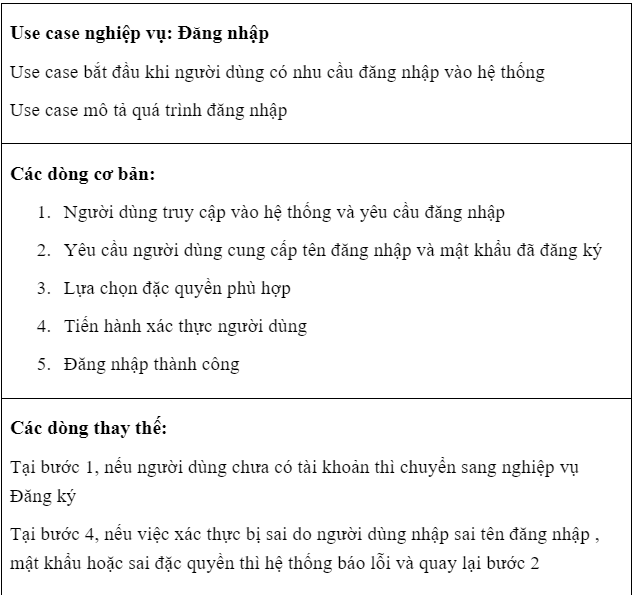 Use case nghiệp vụ: Đăng nhập
Use case bắt đầu khi người dùng có nhu cầu đăng nhập vào hệ thống
Use case mô tả quá trình đăng nhập
Các dòng cơ bản:
1. Người dùng truy cập vào hệ thống và yêu cầu đăng nhập
2. Yêu cầu người dùng cung cấp tên đăng nhập và mật khẩu đã đăng ký
3. Lựa chọn đặc quyền phù hợp
4. Tiến hành xác thực người dùng
5. Đăng nhập thành công
Các dòng thay thế:
Tại bước 1, nếu người dùng chưa có tài khoản thì chuyển sang nghiệp vụ
Đăng ký
Tại bước 4, nếu việc xác thực bị sai do người dùng nhập sai tên đăng nhập ,
mật khẩu hoặc sai đặc quyền thì hệ thống báo lỗi và quay lại bước 2